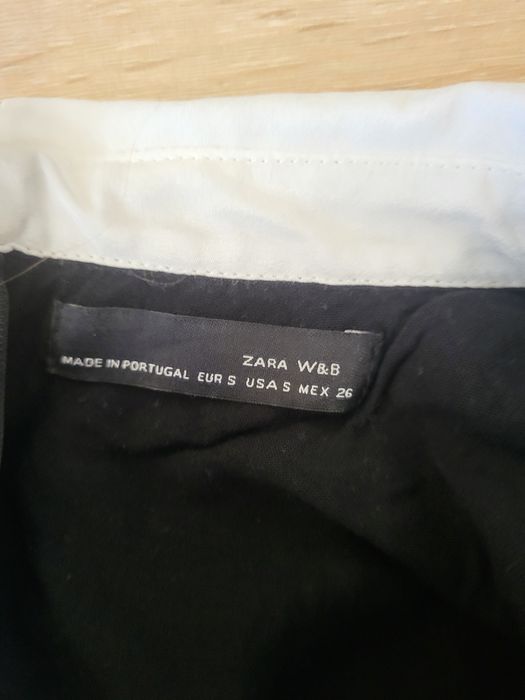 ZARA W&B
MADE IN PORTUGAL EUR S USA S MEX 26